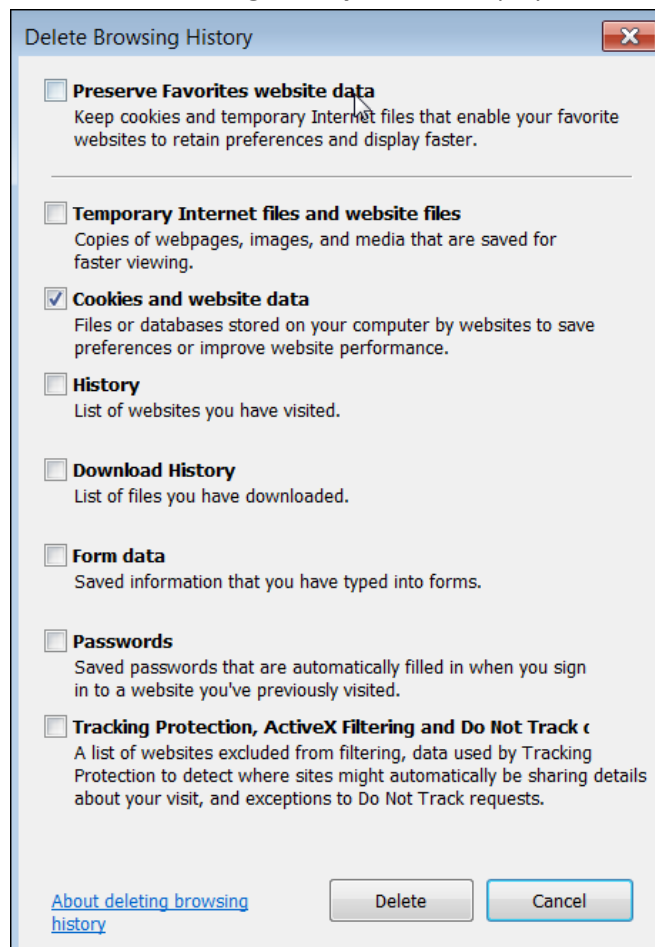 Delete Browsing History
Preserve Favorites website data
Keep cookies and temporary Internet files that enable your favorite
websites to retain preferences and display faster.
Temporary Internet files and website files
Copies of webpages, images, and media that are saved for
faster viewing.
Cookies and website data
Files or databases stored on your computer by websites to save
preferences or improve website performance.
History
List of websites you have visited.
Download History
List of files you have downloaded.
Form data
Saved information that you have typed into forms.
Passwords
Saved passwords that are automatically filled in when you sign
in to a website you've previously visited.
Tracking Protection, ActiveX Filtering and Do Not Track
A list of websites excluded from filtering, data used by Tracking
Protection to detect where sites might automatically be sharing details
about your visit, and exceptions to Do Not Track requests.
About deleting browsing
history
Delete
Cancel